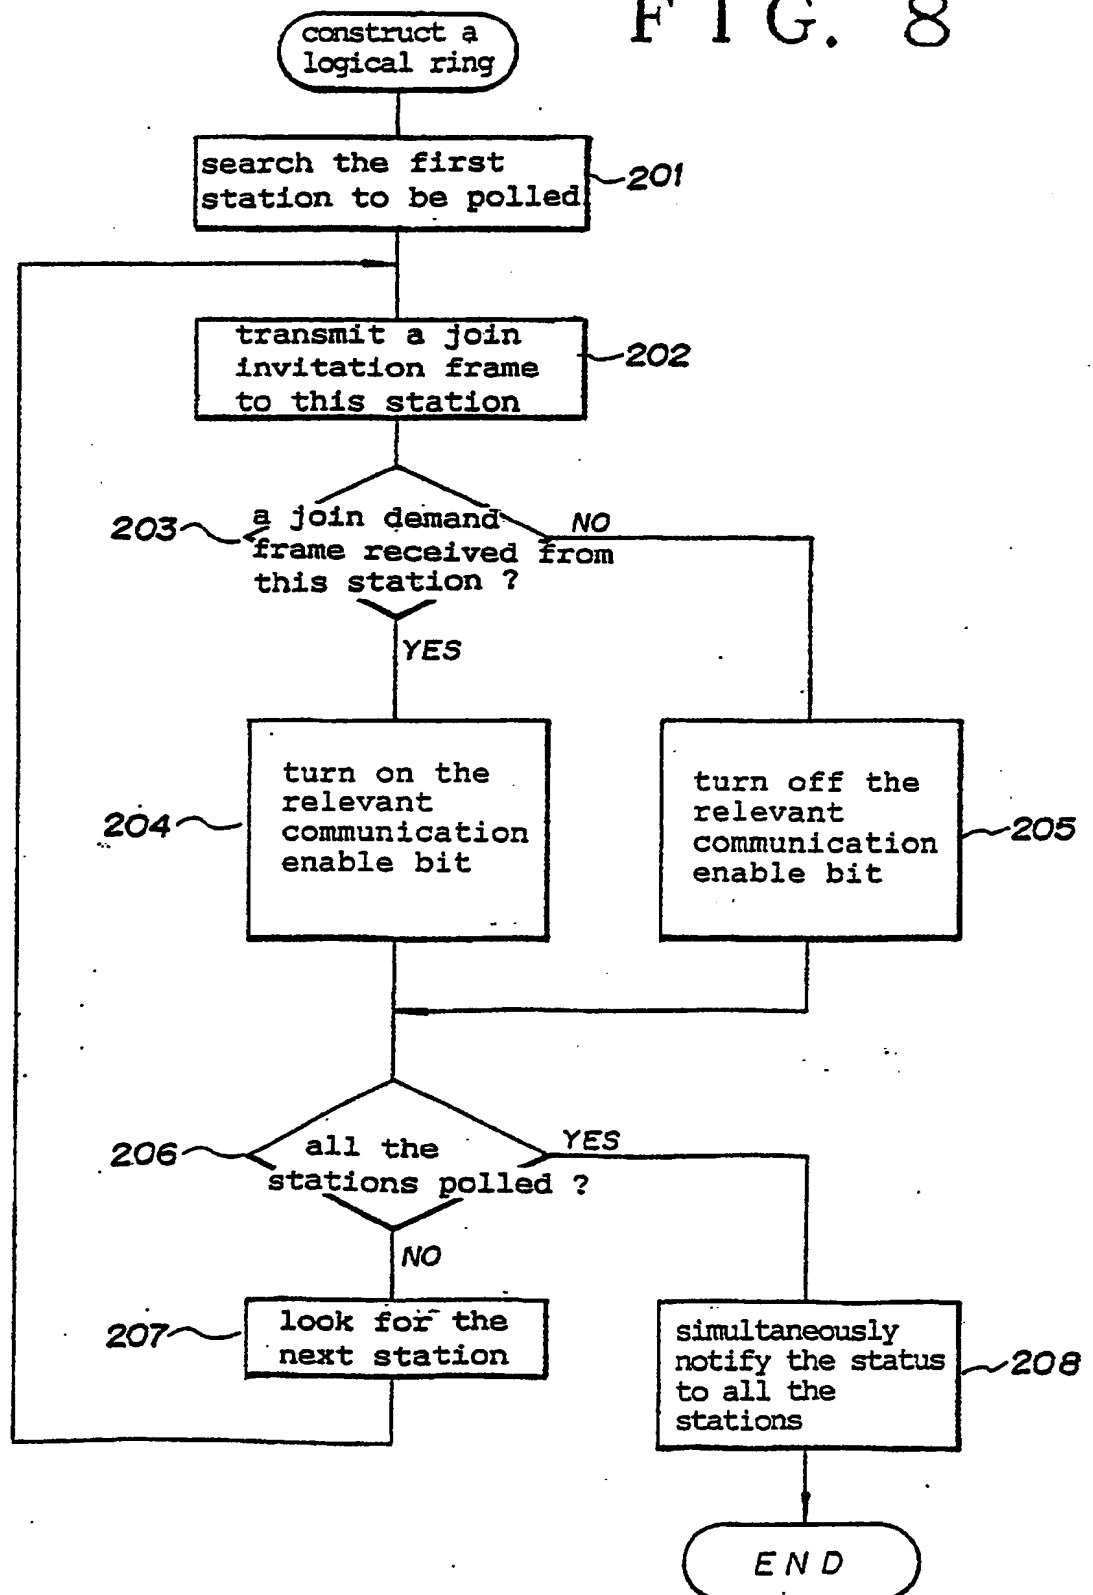 FIG. 8
construct a
logical ring
search the first
station to be polled
201
transmit a join
invitation frame
to this station
202
203
a join demand
frame received from
this station ?
NO
YES
204
turn on the
relevant
communication
enable bit
turn off the
relevant
communication
enable bit
205
206
all the
stations polled ?
YES
NO
207
look for the
next station
simultaneously
notify the status
to all the
stations
208
END